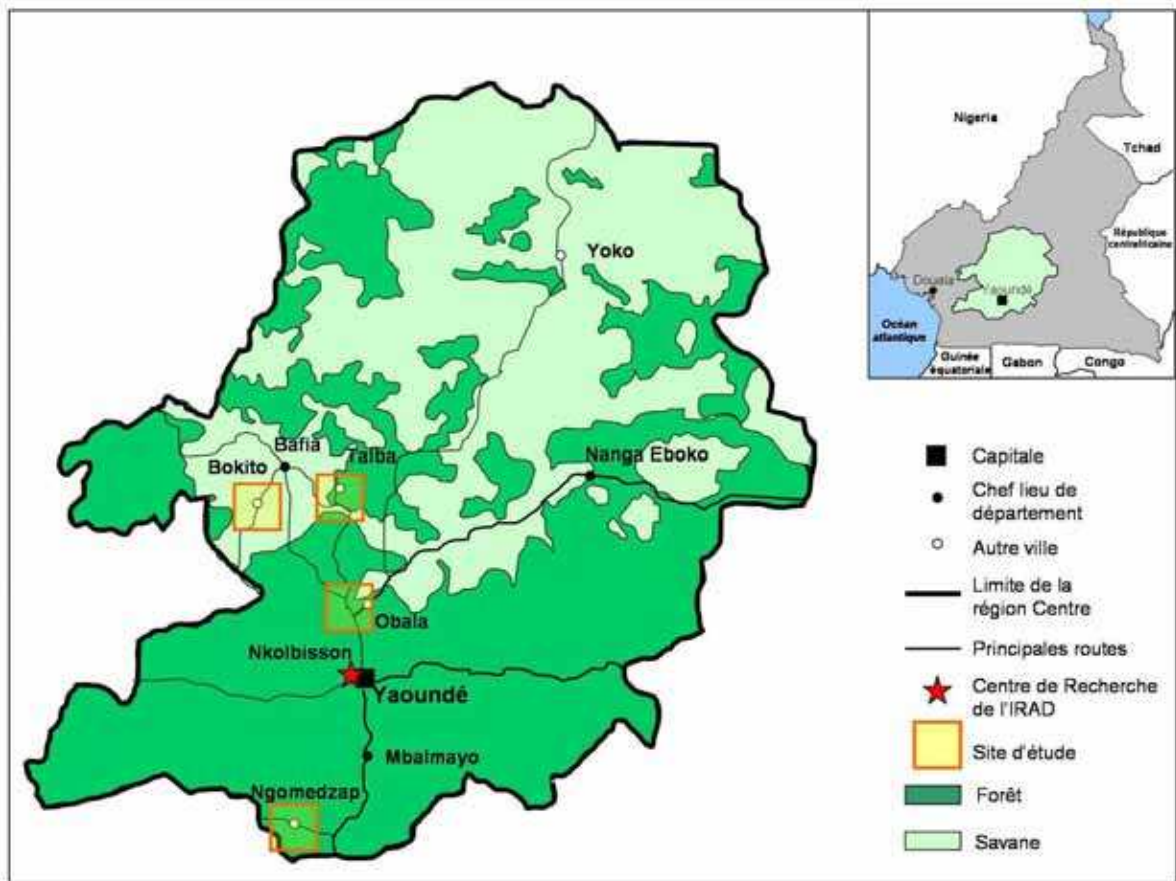 Yoko
Bafia
Talba
Bokito
Nanga Eboko
Obala
Nkolbisson
Yaoundé
Mbalmayo
Ngomedzap
Nigeria
Tchad
République
centrafricaine
Douala
Yaoundé
Océan
atlantique
Guinée
équatoriale
Gabon
Congo
Capitale
Chef lieu de
département
Autre ville
Limite de la
région Centre
Principales routes
Centre de Recherche
de l'IRAD
Site d'étude
Forêt
Savane